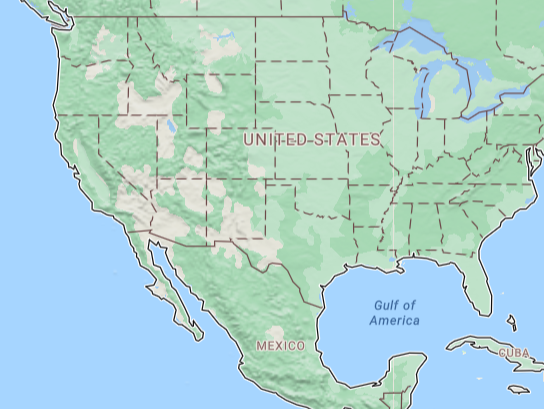 UNITED STATES
Gulf of
America
MEXICO
CUBA